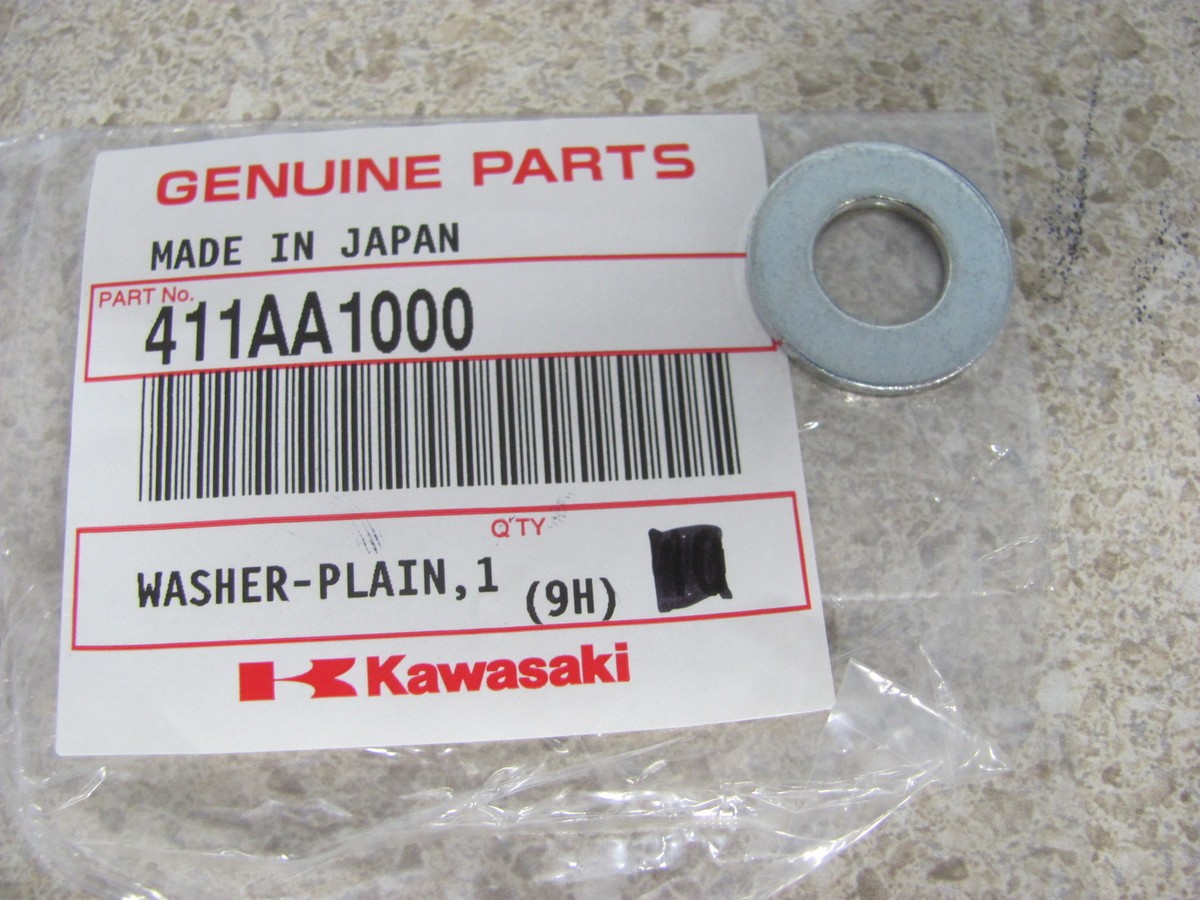 GENUINE PARTS
MADE IN JAPAN
PART No.
411AA1000
Q'TY
WASHER-PLAIN,1 (9H)
Kawasaki